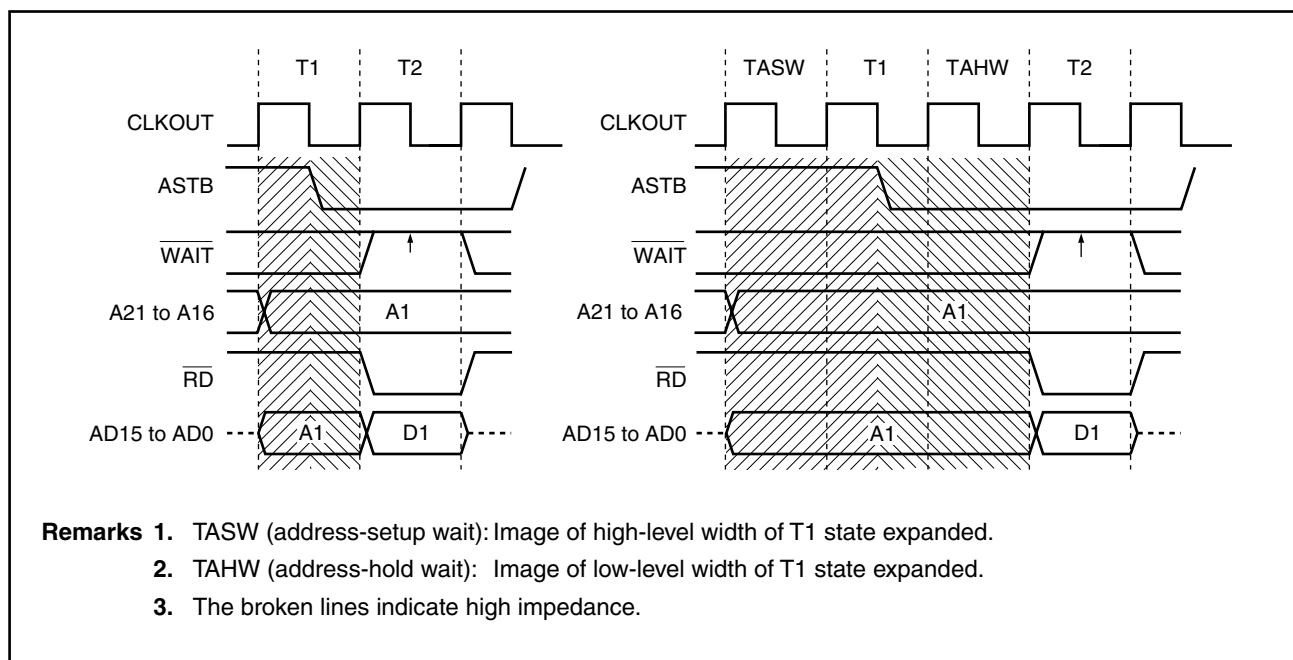 T1 T2
CLKOUT
ASTB
WAIT
A21 to A16 A1
RD
AD15 to AD0 A1 D1
TASW T1 TAHW T2
CLKOUT
ASTB
WAIT
A21 to A16 A1
RD
AD15 to AD0 A1 D1
Remarks 1. TASW (address-setup wait): Image of high-level width of T1 state expanded.
2. TAHW (address-hold wait): Image of low-level width of T1 state expanded.
3. The broken lines indicate high impedance.